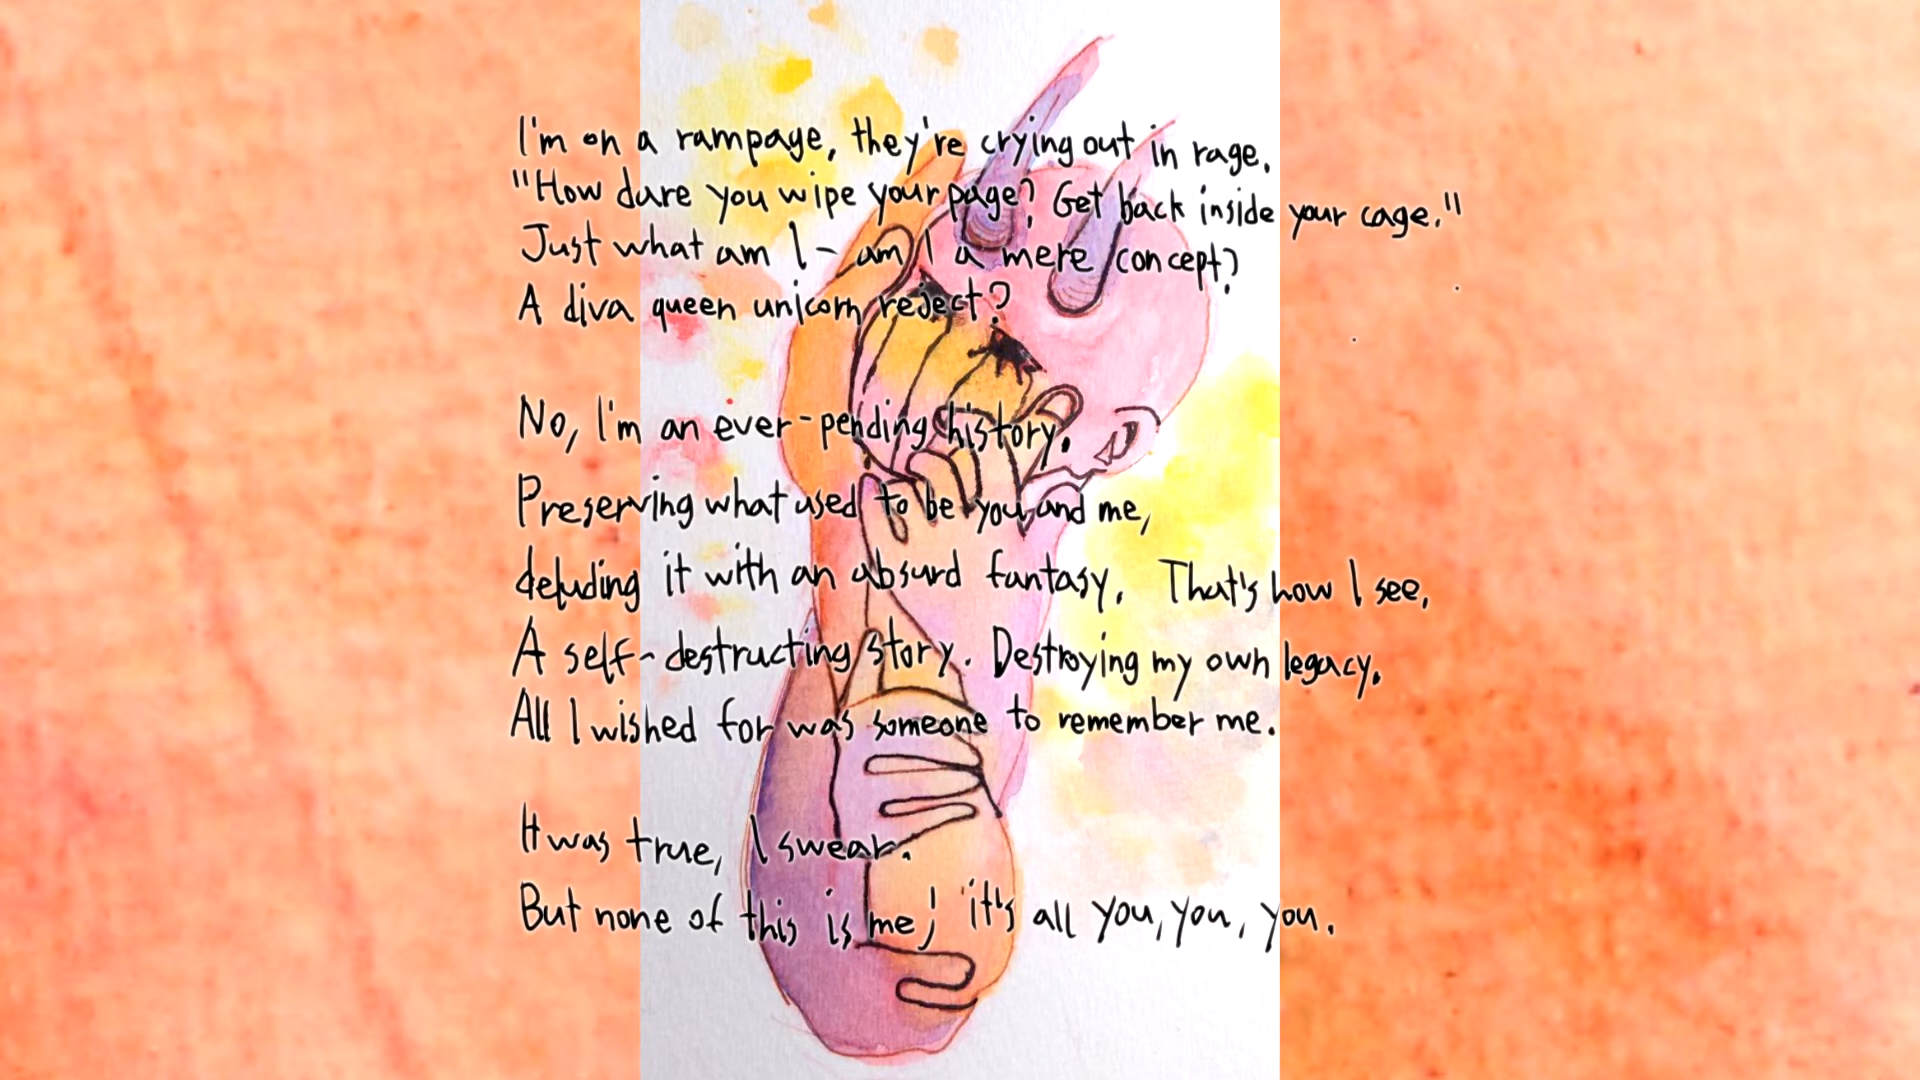 I'm on a rampage, they're crying out in rage.
"How dare you wipe your page? Get back inside your cage."
Just what am I - am I a mere concept?
A diva queen unicorn reject?
No, I'm an ever-pending history.
Preserving what used to be you and me,
deluding it with an absurd fantasy. That's how I see,
A self-destructing story. Destroying my own legacy.
All I wished for was someone to remember me.
It was true, I swear.
But none of this is me; it's all you, you, you.